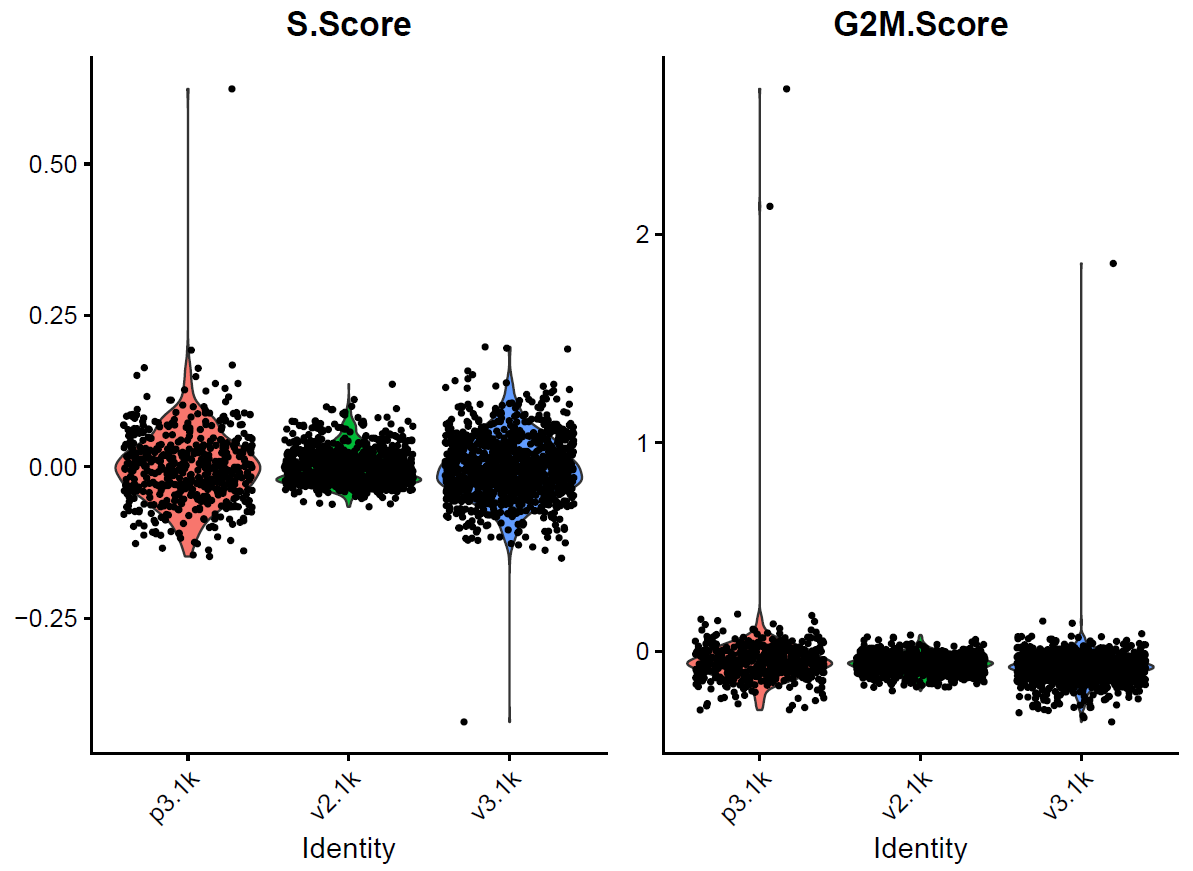 S.Score
0.50
0.25
0.00
−0.25
p3.1k
v2.1k
v3.1k
Identity
G2M.Score
2
1
0
p3.1k
v2.1k
v3.1k
Identity